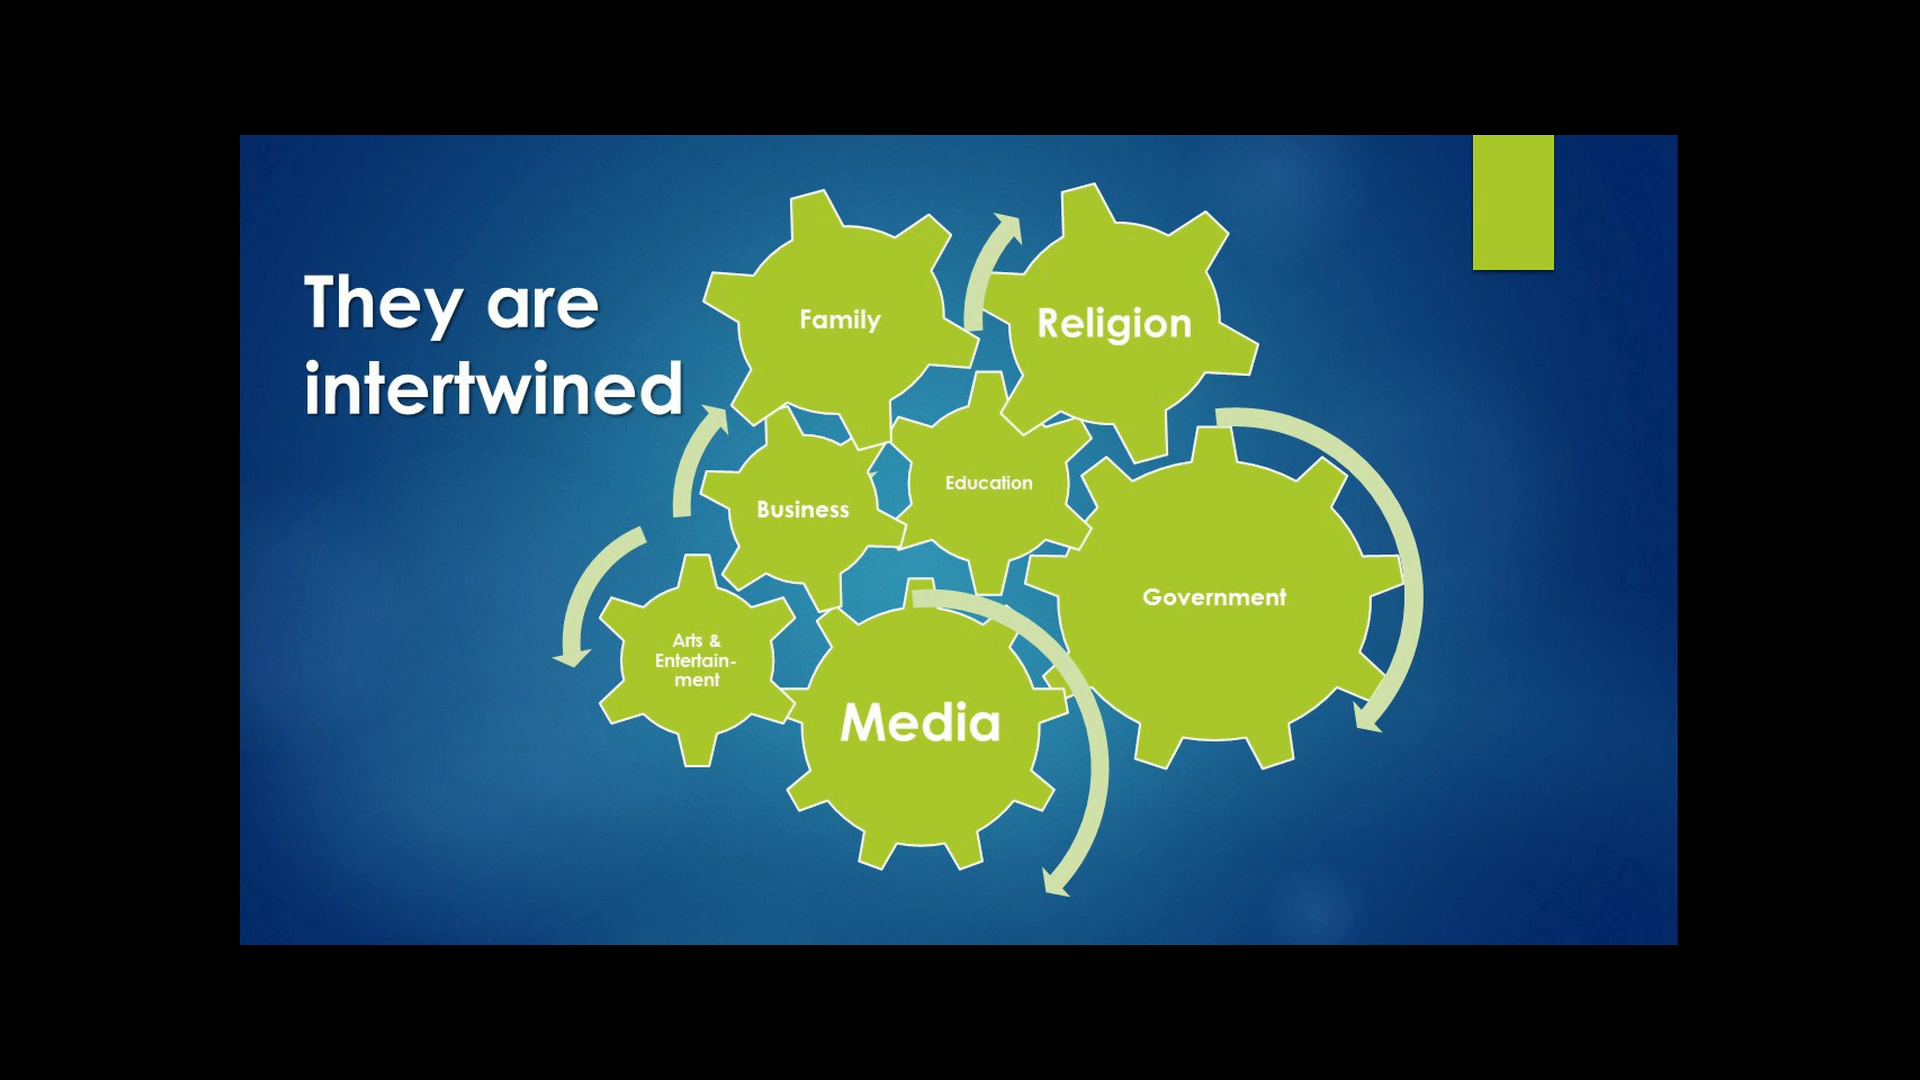 They are
intertwined
Family
Religion
Business
Education
Government
Arts &
Entertain-
ment
Media